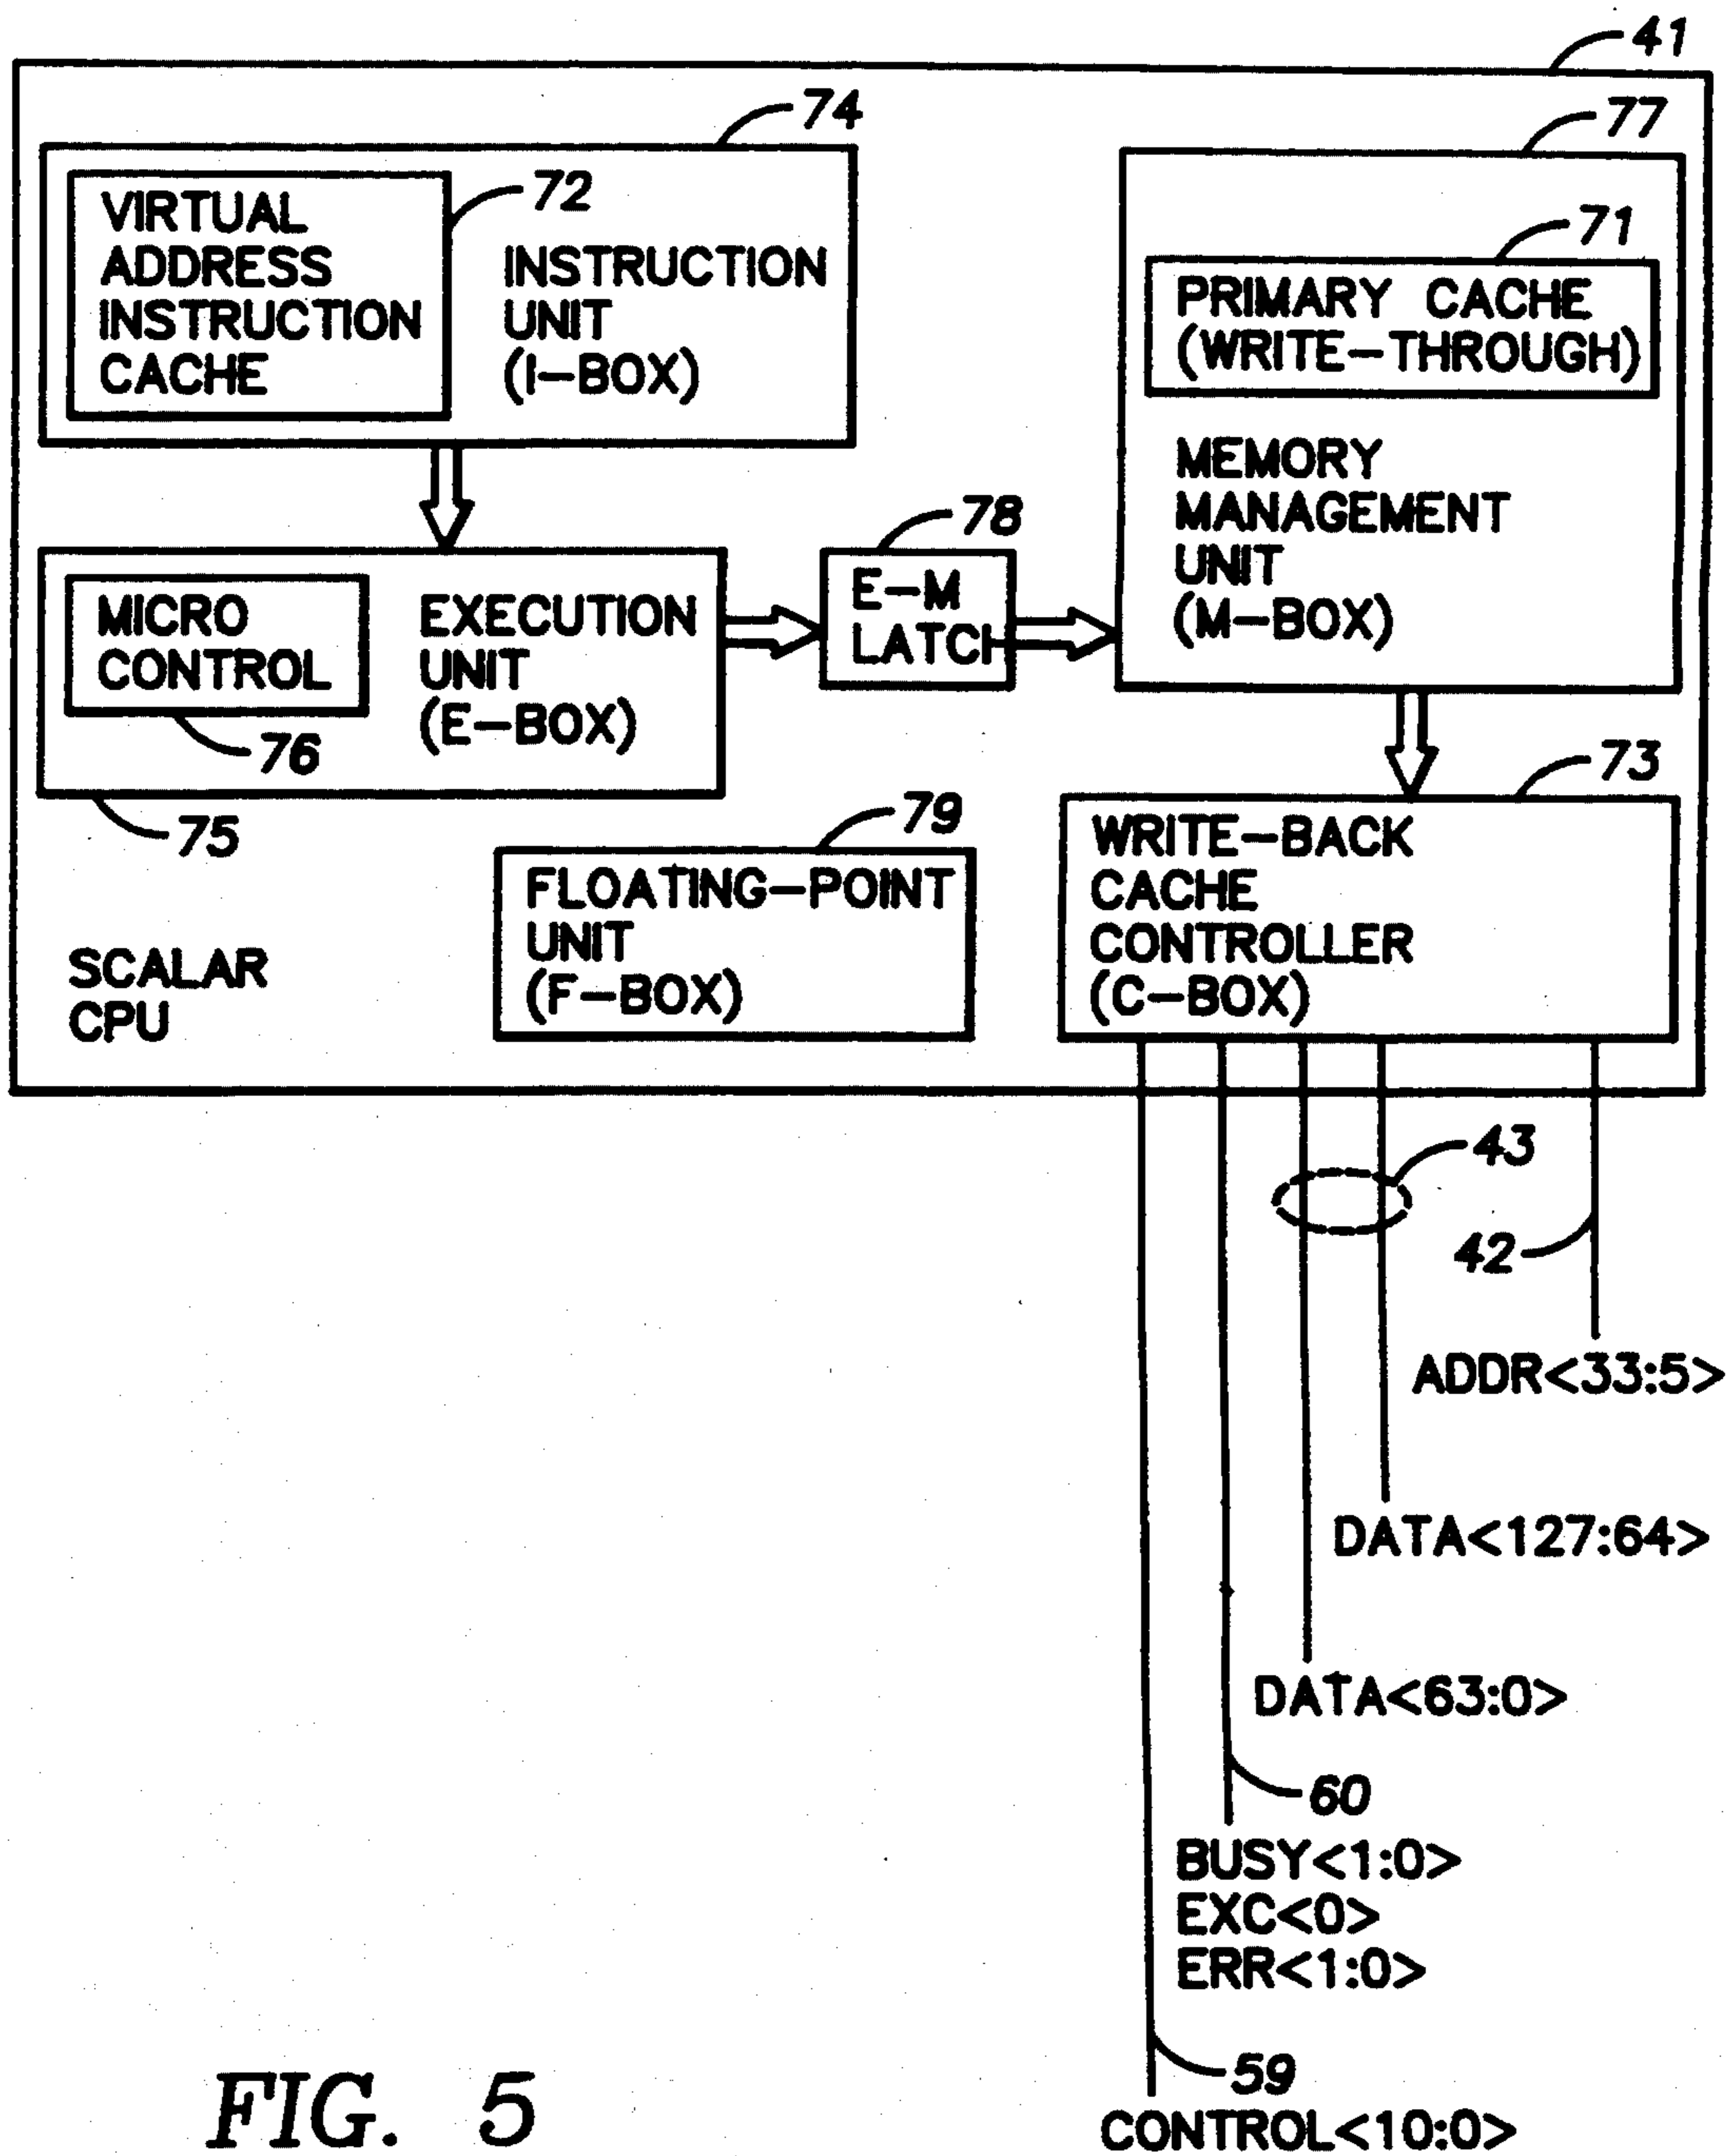 41
74
77
72
VIRTUAL
ADDRESS
INSTRUCTION
CACHE
INSTRUCTION
UNIT
(I-BOX)
71
PRIMARY CACHE
(WRITE-THROUGH)
MEMORY
MANAGEMENT
UNIT
(M-BOX)
78
E-M
LATCH
MICRO
CONTROL
EXECUTION
UNIT
(E-BOX)
76
75
79
FLOATING-POINT
UNIT
(F-BOX)
73
WRITE-BACK
CACHE
CONTROLLER
(C-BOX)
SCALAR
CPU
43
42
ADDR<33:5>
DATA<127:64>
DATA<63:0>
60
BUSY<1:0>
EXC<0>
ERR<1:0>
59
CONTROL<10:0>
FIG. 5